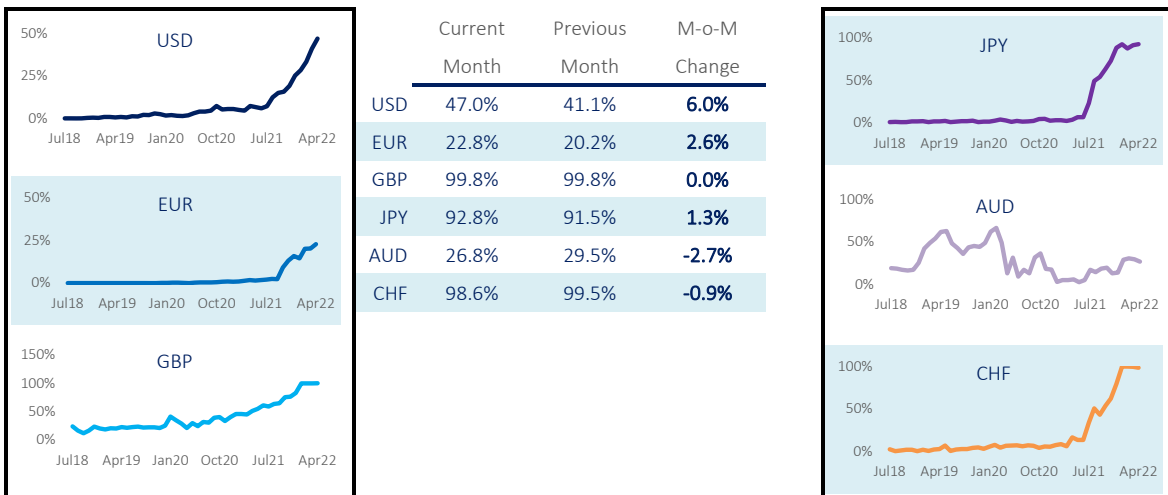 USD
50%
25%
0%
Jul18 Apr19 Jan20 Oct20 Jul21 Apr22
EUR
50%
25%
0%
Jul18 Apr19 Jan20 Oct20 Jul21 Apr22
GBP
150%
100%
50%
0%
Jul18 Apr19 Jan20 Oct20 Jul21 Apr22
Current Previous M-o-M
Month Month Change
USD 47.0% 41.1% 6.0%
EUR 22.8% 20.2% 2.6%
GBP 99.8% 99.8% 0.0%
JPY 92.8% 91.5% 1.3%
AUD 26.8% 29.5% -2.7%
CHF 98.6% 99.5% -0.9%
JPY
100%
50%
0%
Jul18 Apr19 Jan20 Oct20 Jul21 Apr22
AUD
100%
50%
0%
Jul18 Apr19 Jan20 Oct20 Jul21 Apr22
CHF
100%
50%
0%
Jul18 Apr19 Jan20 Oct20 Jul21 Apr22